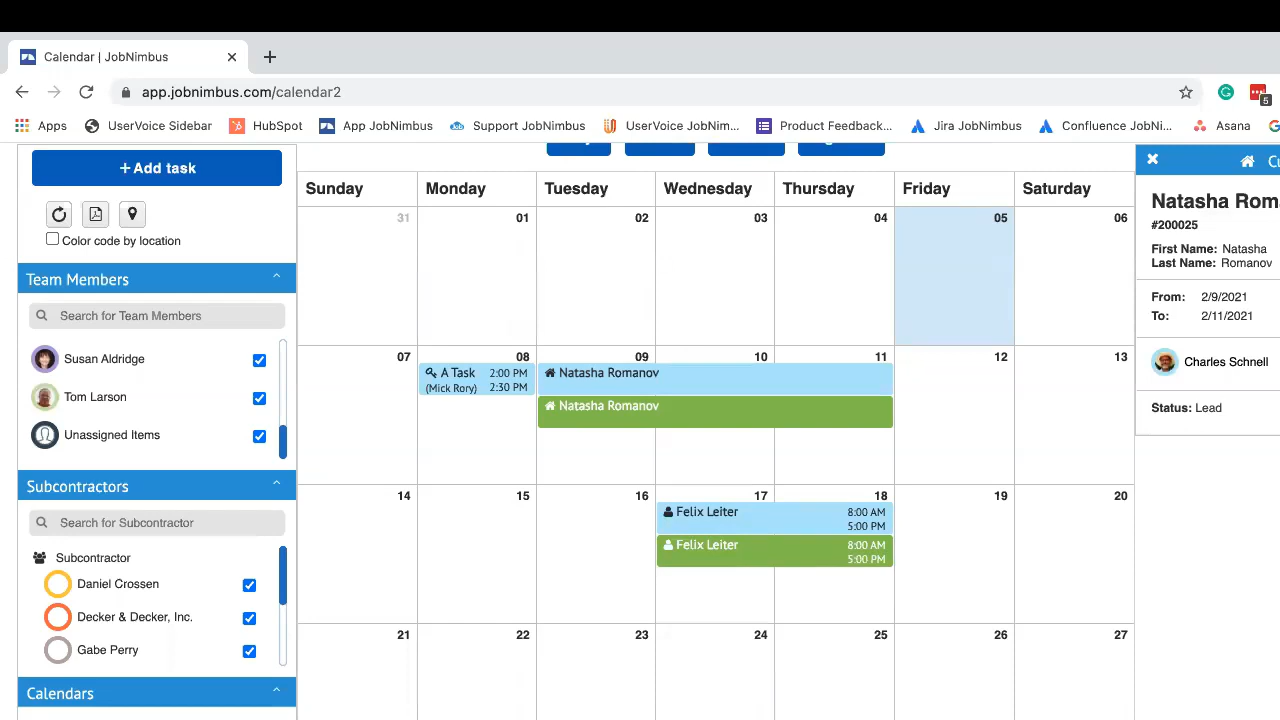 Calendar | JobNimbus
app.jobnimbus.com/calendar2
5
Apps
UserVoice Sidebar
HubSpot
App JobNimbus
Support JobNimbus
UserVoice JobNim...
Product Feedback...
Jira JobNimbus
Confluence JobNi...
Asana
+ Add task
Color code by location
Team Members
Search for Team Members
Susan Aldridge
Tom Larson
Unassigned Items
Subcontractors
Search for Subcontractor
Subcontractor
Daniel Crossen
Decker & Decker, Inc.
Gabe Perry
Calendars
Sunday Monday Tuesday Wednesday Thursday Friday Saturday
31 01 02 03 04 05 06
07 08 09 10 11 12 13
A Task 2:00 PM
(Mick Rory) 2:30 PM
Natasha Romanov
Natasha Romanov
14 15 16 17 18 19 20
Felix Leiter 8:00 AM
5:00 PM
Felix Leiter 8:00 AM
5:00 PM
21 22 23 24 25 26 27
Natasha Rom
#200025
First Name: Natasha
Last Name: Romanov
From: 2/9/2021
To: 2/11/2021
Charles Schnell
Status: Lead